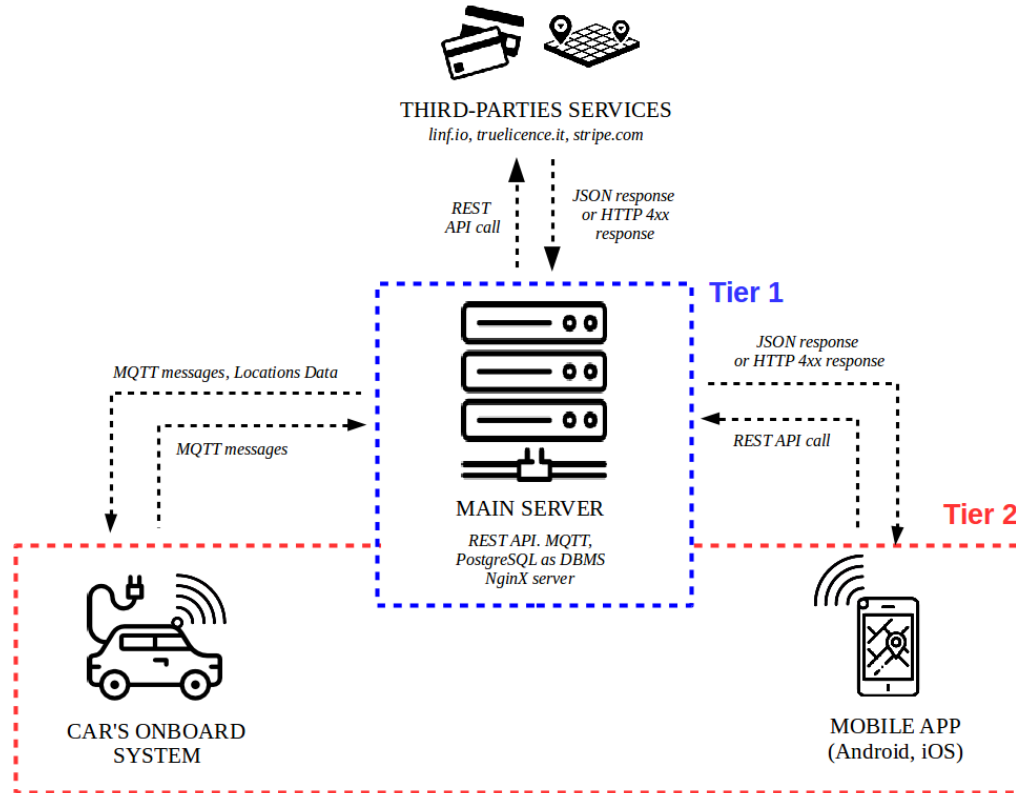 THIRD-PARTIES SERVICES
linf.io, truelicence.it, stripe.com
REST
API call
JSON response
or HTTP 4xx
response
Tier 1
JSON response
or HTTP 4xx response
MQTT messages, Locations Data
REST API call
MQTT messages
MAIN SERVER
REST API. MQTT,
PostgreSQL as DBMS
NginX server
Tier 2
CAR'S ONBOARD
SYSTEM
MOBILE APP
(Android, iOS)